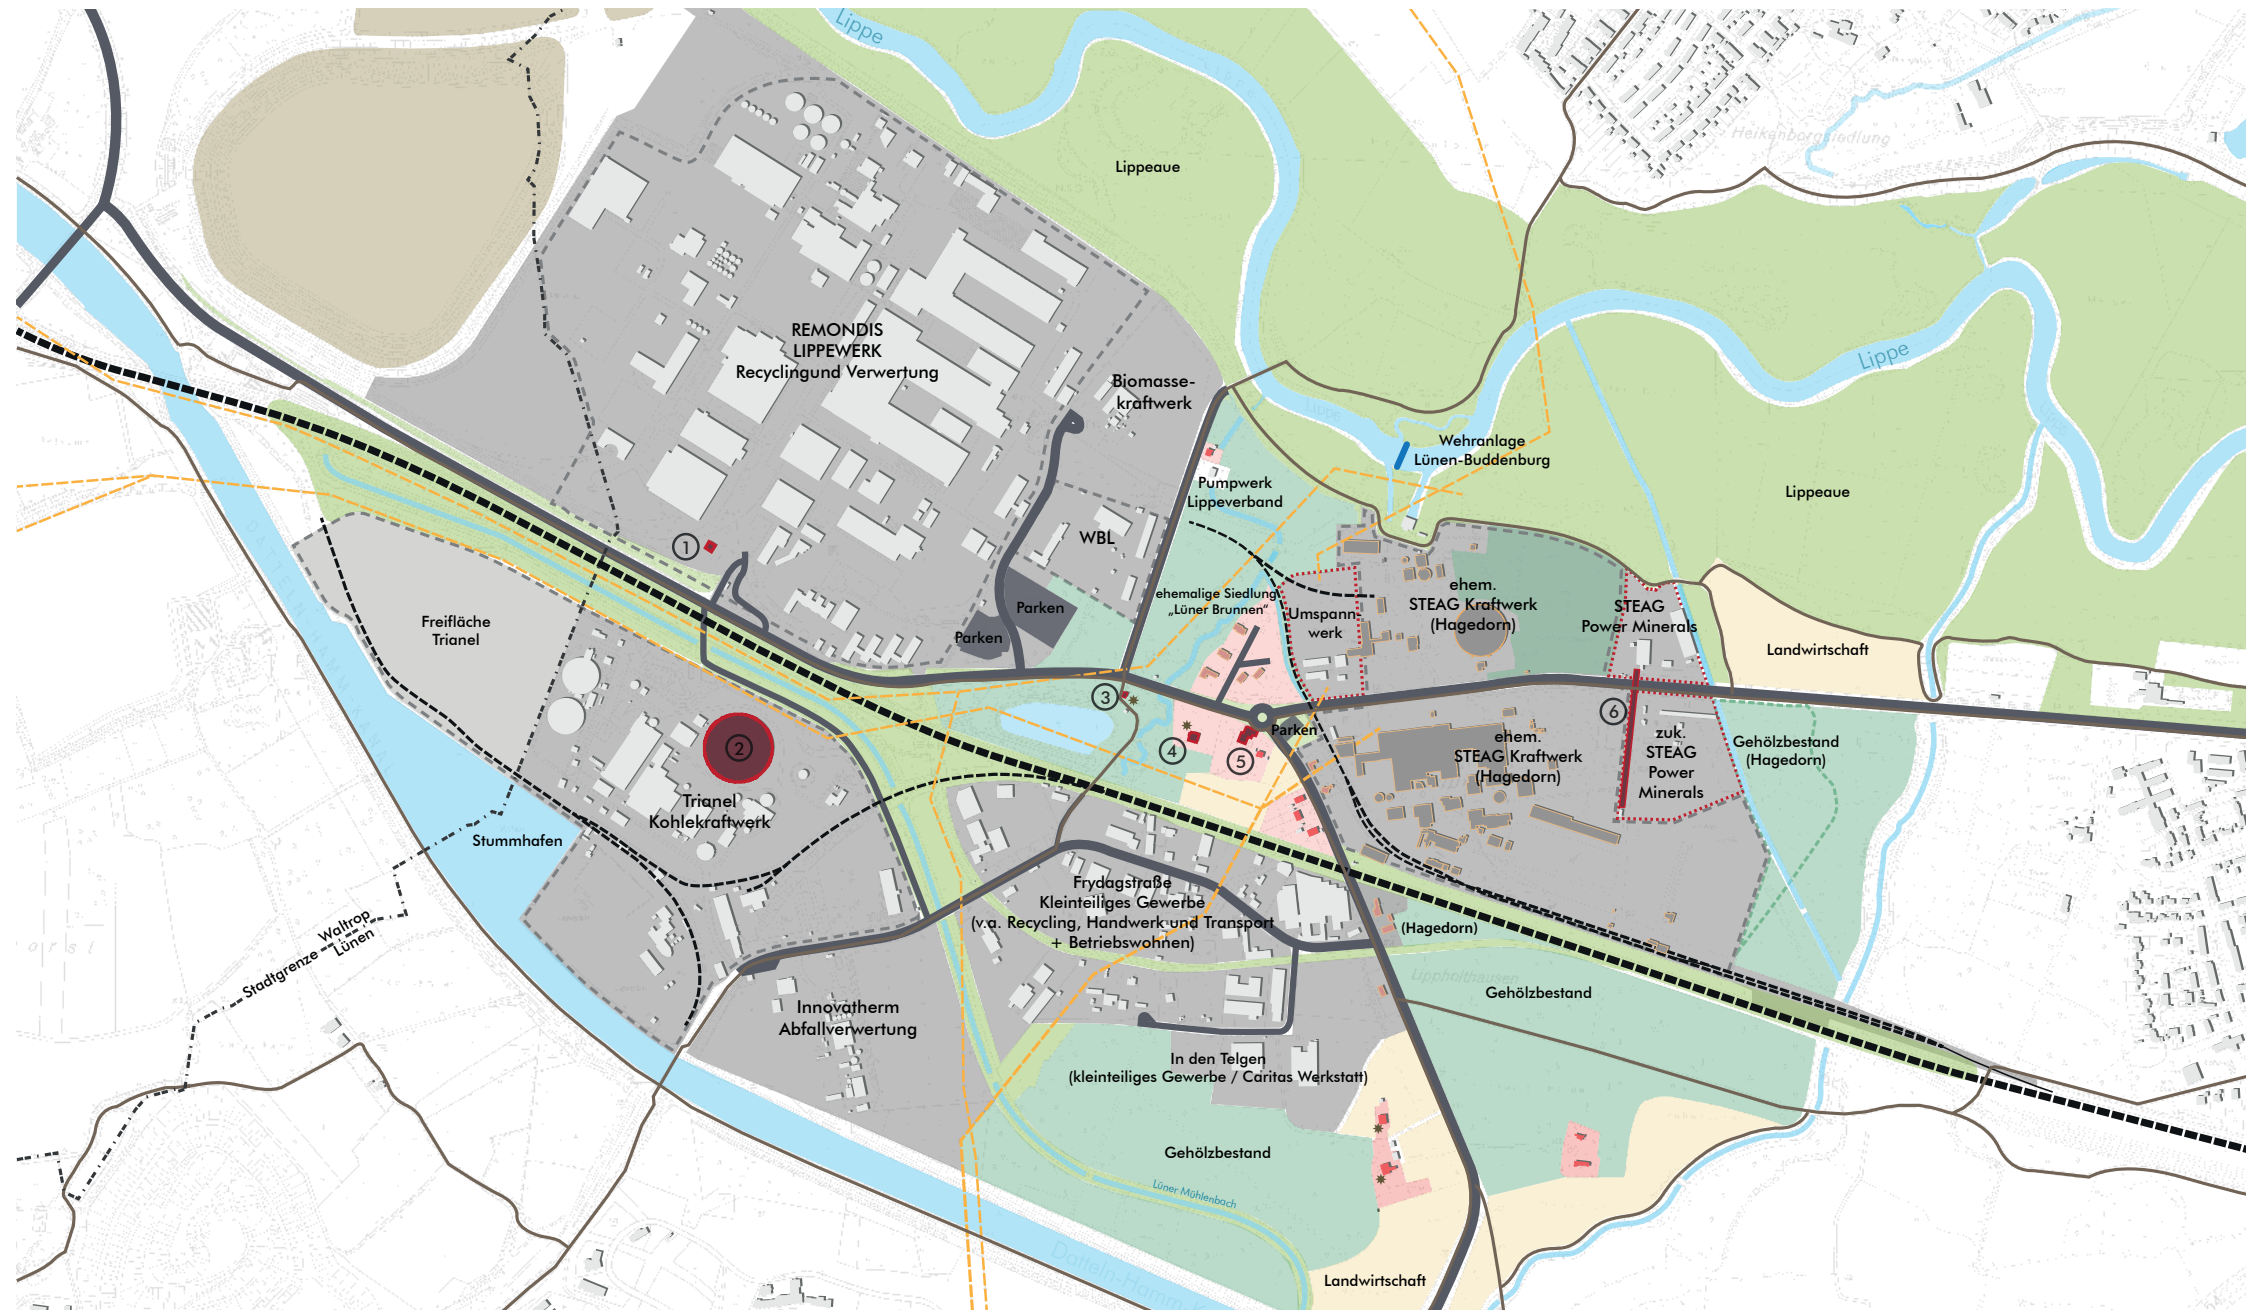 Lippe
Heikenbergsiedlung
Lippeaue
REMONDIS
LIPPEWERK
Recyclingund Verwertung
Biomasse-
kraftwerk
Lippe
Lippe
Wehranlage
Lünen-Buddenburg
Pumpwerk
Lippeverband
Lippeaue
WBL
1
ehemalige Siedlung
„Lüner Brunnen“
Parken
Parken
Umspann
werk
ehem.
STEAG Kraftwerk
(Hagedorn)
STEAG
Power Minerals
Landwirtschaft
Freifläche
Trianel
3
4
5
Parken
6
2
ehem.
STEAG Kraftwerk
(Hagedorn)
zuk.
STEAG
Power
Minerals
Gehölzbestand
(Hagedorn)
Trianel
Kohlekraftwerk
Stummhafen
Frydagstraße
Kleinteiliges Gewerbe
(v.a. Recycling, Handwerk und Transport
+ Betriebswohnen)
(Hagedorn)
Waltrop
Stadtgrenze
Lünen
Lippholthausen
Gehölzbestand
Innovatherm
Abfallverwertung
In den Telgen
(kleinteiliges Gewerbe / Caritas Werkstatt)
Gehölzbestand
Lüner Mühlenbach
Landwirtschaft